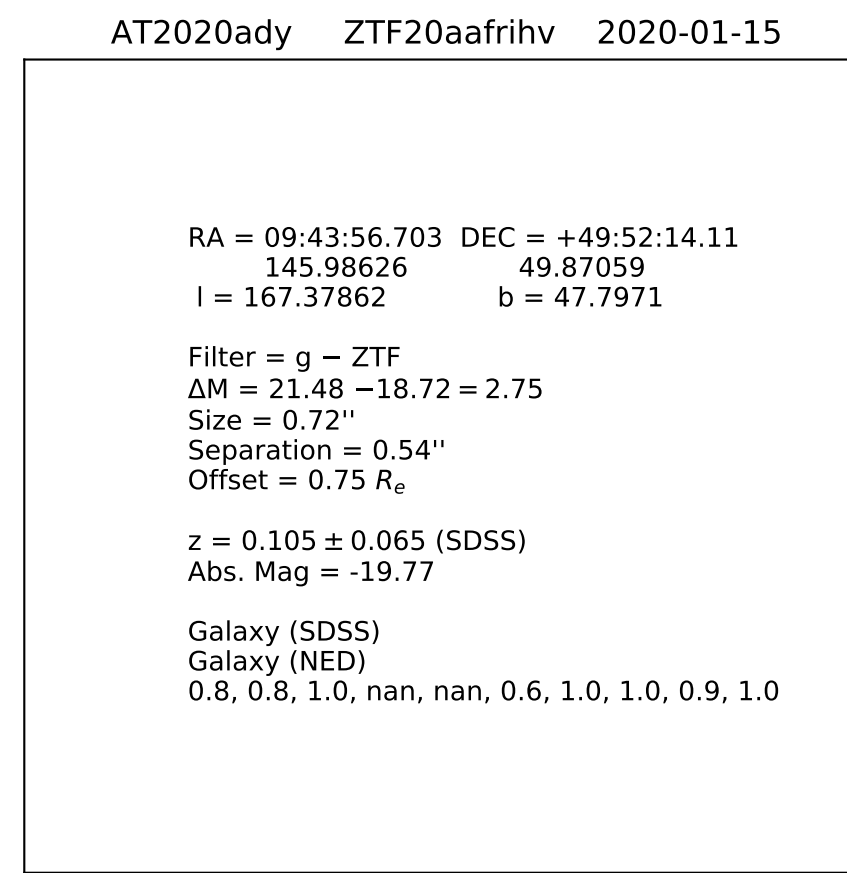 AT2020ady ZTF20aafrihv 2020-01-15
RA = 09:43:56.703 DEC = +49:52:14.11
145.98626 49.87059
l = 167.37862 b = 47.7971
Filter = g − ZTF
ΔM = 21.48 −18.72 = 2.75
Size = 0.72''
Separation = 0.54''
Offset = 0.75 Re
z = 0.105 ± 0.065 (SDSS)
Abs. Mag = -19.77
Galaxy (SDSS)
Galaxy (NED)
0.8, 0.8, 1.0, nan, nan, 0.6, 1.0, 1.0, 0.9, 1.0